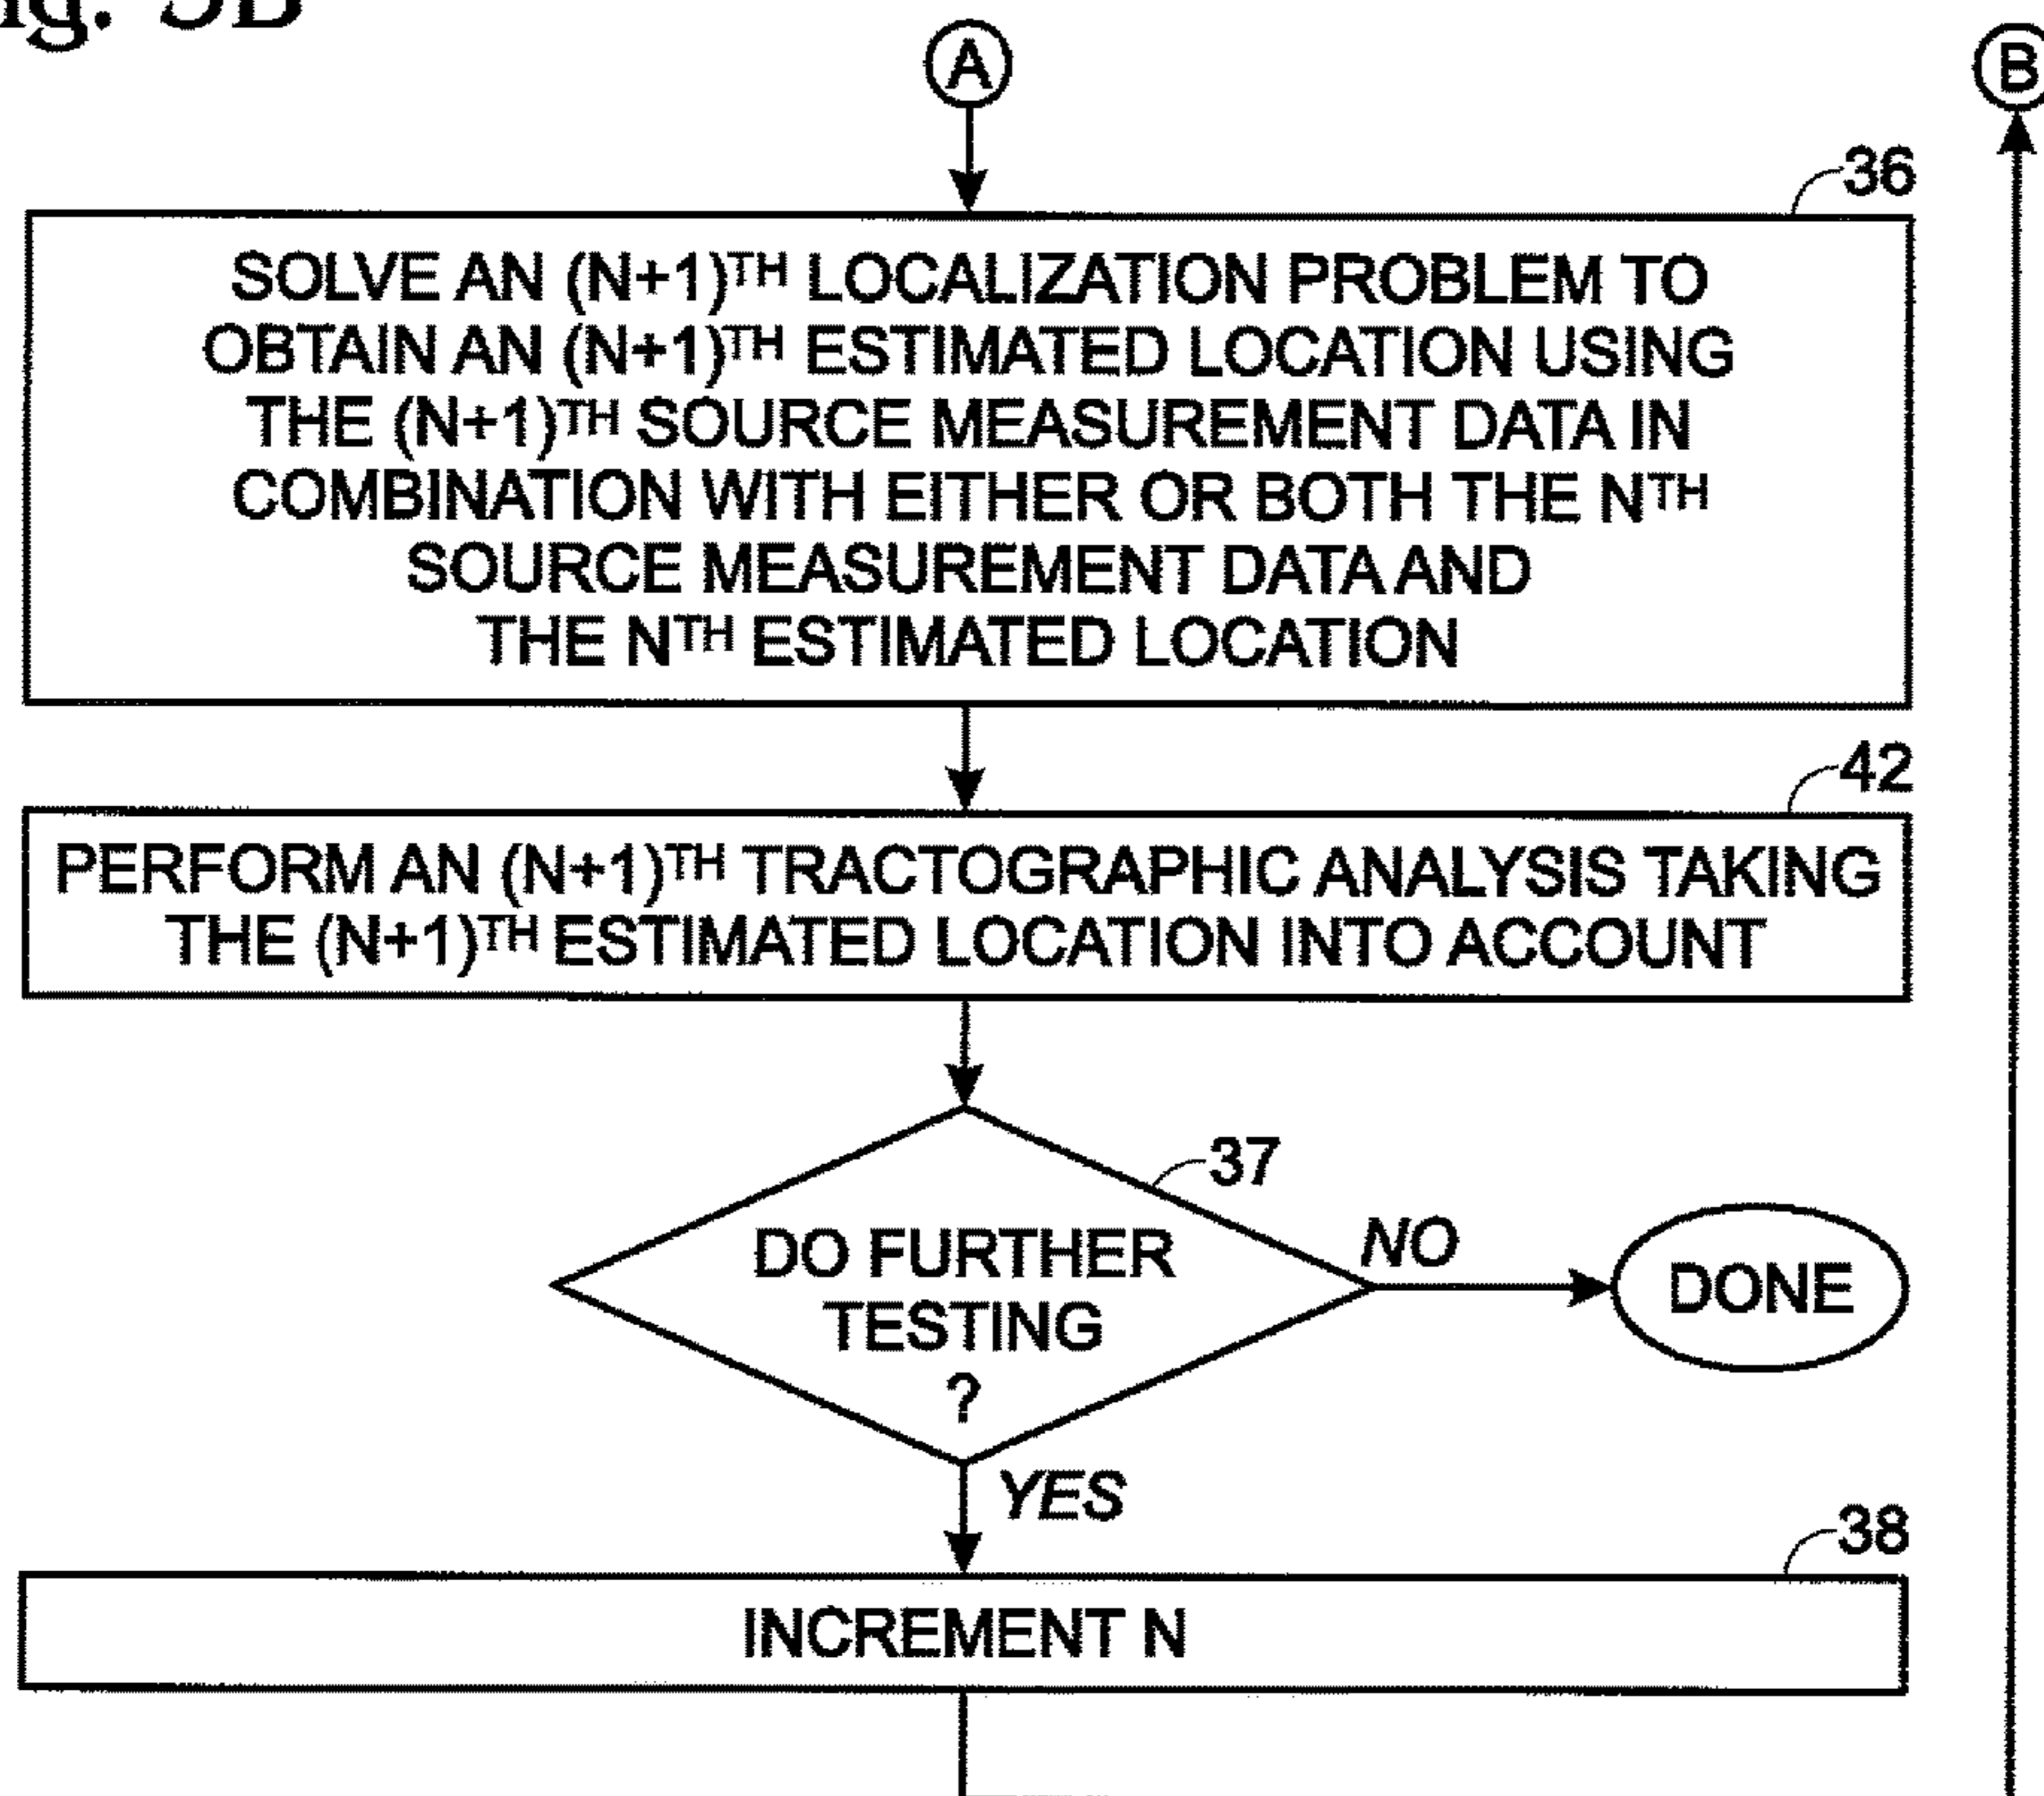 Fig. 5B
A
B
36
SOLVE AN (N+1)TH LOCALIZATION PROBLEM TO
OBTAIN AN (N+1)TH ESTIMATED LOCATION USING
THE (N+1)TH SOURCE MEASUREMENT DATA IN
COMBINATION WITH EITHER OR BOTH THE NTH
SOURCE MEASUREMENT DATA AND
THE NTH ESTIMATED LOCATION
42
PERFORM AN (N+1)TH TRACTOGRAPHIC ANALYSIS TAKING
THE (N+1)TH ESTIMATED LOCATION INTO ACCOUNT
37
DO FURTHER
TESTING
?
NO
DONE
YES
38
INCREMENT N